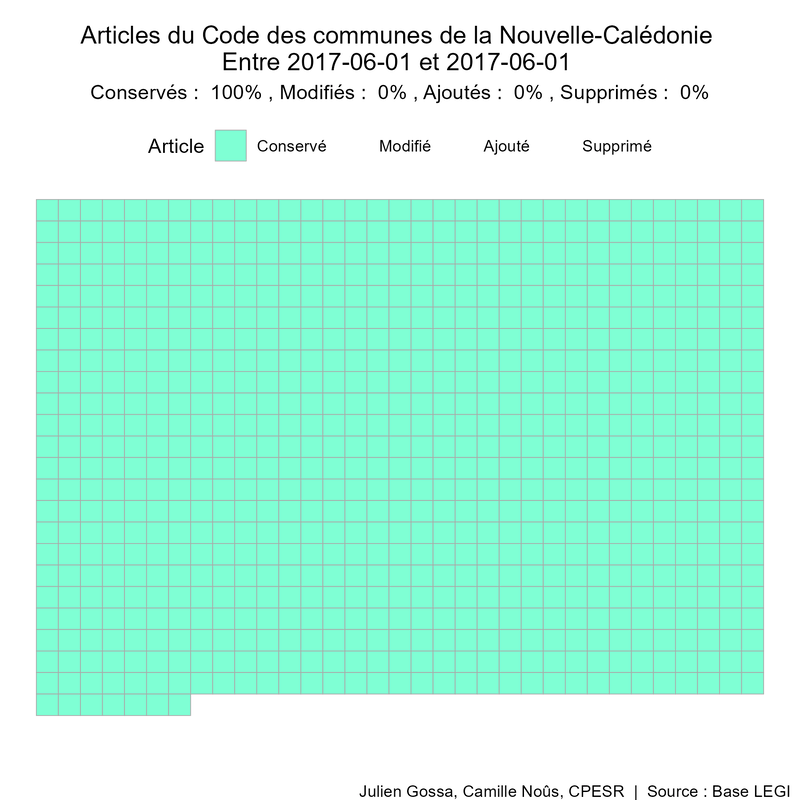 Articles du Code des communes de la Nouvelle-Calédonie
Entre 2017-06-01 et 2017-06-01
Conservés :  100% , Modifiés :  0% , Ajoutés :  0% , Supprimés :  0%
Article Conservé Modifié Ajouté Supprimé
Julien Gossa, Camille Noûs, CPESR  |  Source : Base LEGI